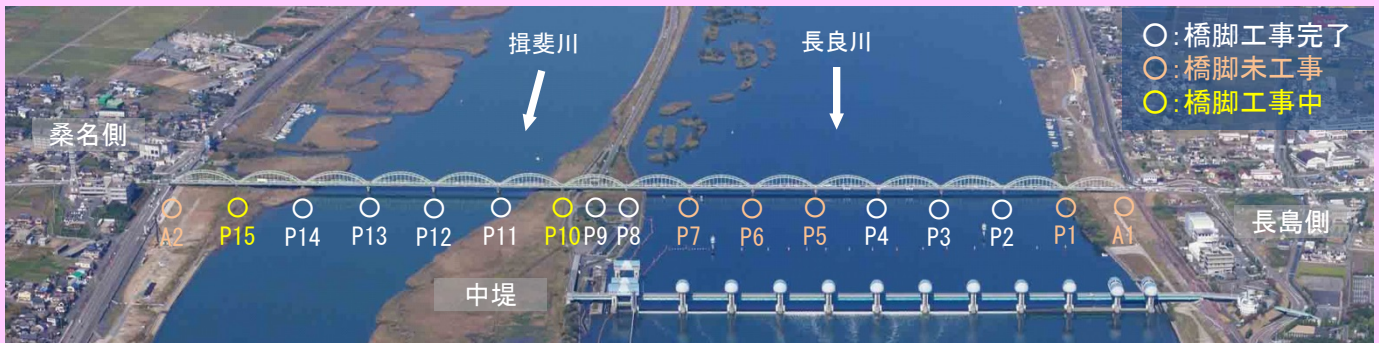 揖斐川
長良川
○:橋脚工事完了
○:橋脚未工事
○:橋脚工事中
桑名側
長島側
A2 P15 P14 P13 P12 P11 P10 P9 P8 P7 P6 P5 P4 P3 P2 P1 A1
中堤